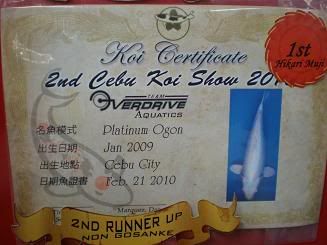 Koi Certificate
2nd Cebu Koi Show
1st
Hikari Muji
TEAM
OVERDRIVE
AQUATICS
名魚模式 Platinum Ogon
出生日期 Jan 2009
出生地點 Cebu City
日期魚證書 Feb. 21 2010
2ND RUNNER UP
NON GOSANKE